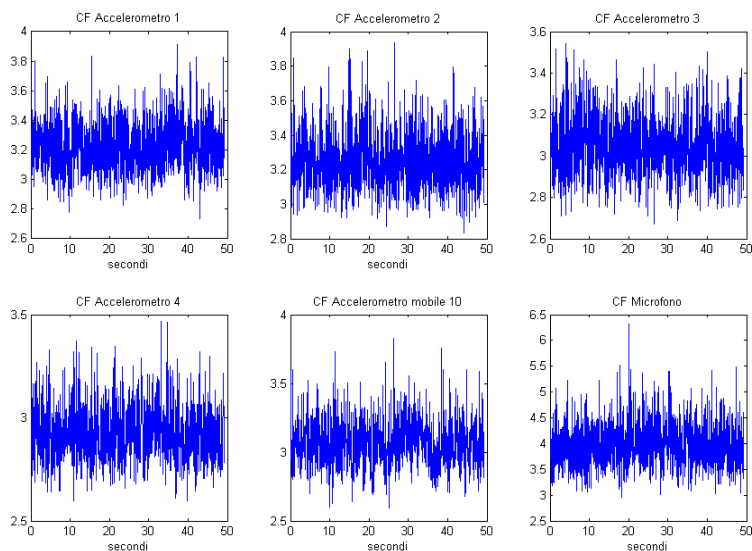 CF Accelerometro 1
CF Accelerometro 2
CF Accelerometro 3
4
3.8
3.6
3.4
3.2
3
2.8
2.6
0 10 20 30 40 50
secondi
4
3.8
3.6
3.4
3.2
3
2.8
0 10 20 30 40 50
secondi
3.6
3.4
3.2
3
2.8
2.6
0 10 20 30 40 50
secondi
CF Accelerometro 4
CF Accelerometro mobile 10
CF Microfono
3.5
3
2.5
0 10 20 30 40 50
secondi
4
3.5
3
2.5
0 10 20 30 40 50
secondi
6.5
6
5.5
5
4.5
4
3.5
3
2.5
0 10 20 30 40 50
secondi